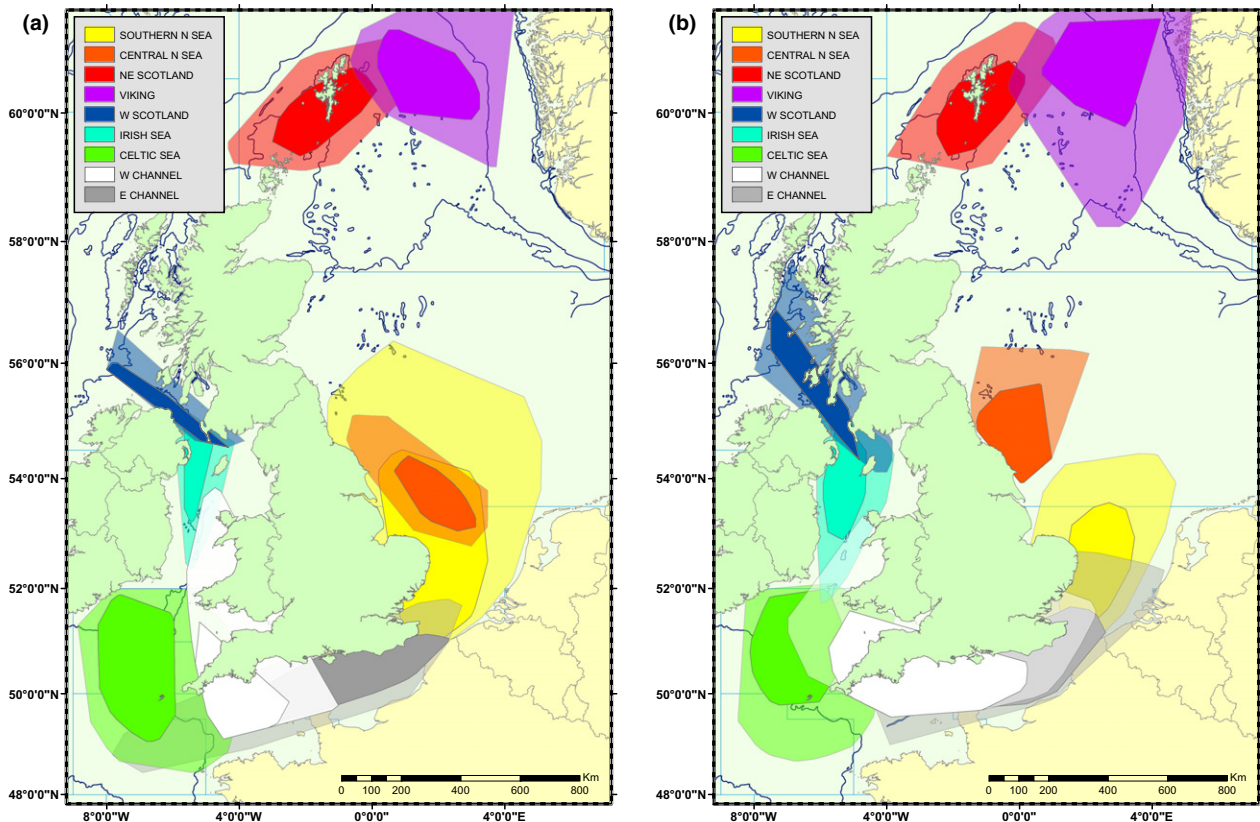 (a)
SOUTHERN N SEA
CENTRAL N SEA
NE SCOTLAND
VIKING
W SCOTLAND
IRISH SEA
CELTIC SEA
W CHANNEL
E CHANNEL
60°0'0"N
58°0'0"N
56°0'0"N
54°0'0"N
52°0'0"N
50°0'0"N
48°0'0"N
Km
0 100 200 400 600 800
8°0'0"W 4°0'0"W 0°0'0" 4°0'0"E
(b)
SOUTHERN N SEA
CENTRAL N SEA
NE SCOTLAND
VIKING
W SCOTLAND
IRISH SEA
CELTIC SEA
W CHANNEL
E CHANNEL
60°0'0"N
58°0'0"N
56°0'0"N
54°0'0"N
52°0'0"N
50°0'0"N
48°0'0"N
Km
0 100 200 400 600 800
8°0'0"W 4°0'0"W 0°0'0" 4°0'0"E